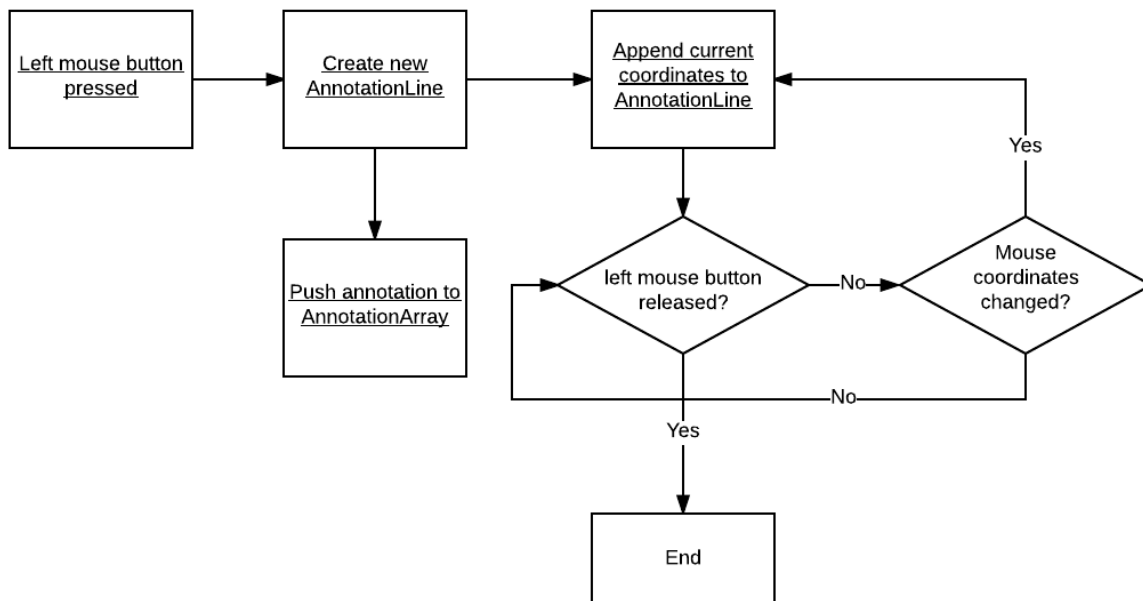 Left mouse button
pressed
Create new
AnnotationLine
Append current
coordinates to
AnnotationLine
Yes
Push annotation to
AnnotationArray
left mouse button
released?
No
Mouse
coordinates
changed?
No
Yes
End